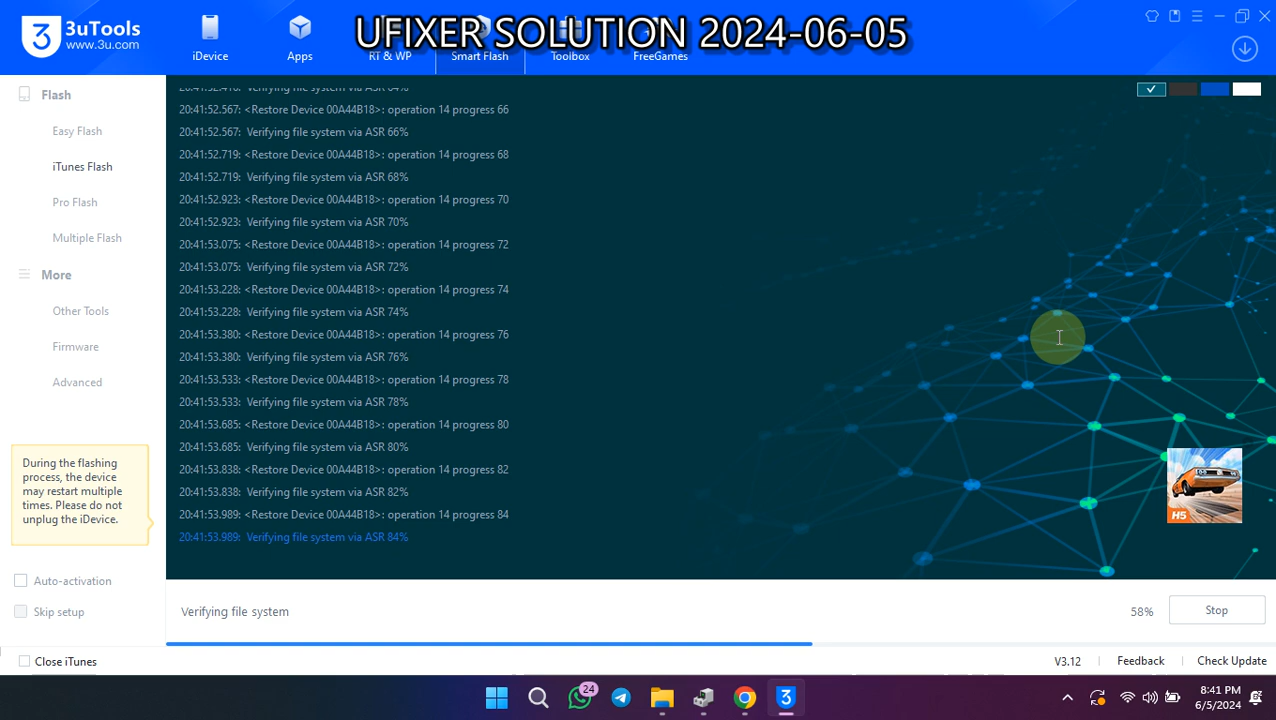 3 3uTools
www.3u.com
iDevice
Apps
RT & WP
Smart Flash
Toolbox
FreeGames
UFIXER SOLUTION 2024-06-05
Flash
Easy Flash
iTunes Flash
Pro Flash
Multiple Flash
More
Other Tools
Firmware
Advanced
During the flashing
process, the device
may restart multiple
times. Please do not
unplug the iDevice.
Auto-activation
Skip setup
Close iTunes
20:41:52.416: Verifying file system via ASR 64%
20:41:52.567: <Restore Device 00A44B18>: operation 14 progress 66
20:41:52.567: Verifying file system via ASR 66%
20:41:52.719: <Restore Device 00A44B18>: operation 14 progress 68
20:41:52.719: Verifying file system via ASR 68%
20:41:52.923: <Restore Device 00A44B18>: operation 14 progress 70
20:41:52.923: Verifying file system via ASR 70%
20:41:53.075: <Restore Device 00A44B18>: operation 14 progress 72
20:41:53.075: Verifying file system via ASR 72%
20:41:53.228: <Restore Device 00A44B18>: operation 14 progress 74
20:41:53.228: Verifying file system via ASR 74%
20:41:53.380: <Restore Device 00A44B18>: operation 14 progress 76
20:41:53.380: Verifying file system via ASR 76%
20:41:53.533: <Restore Device 00A44B18>: operation 14 progress 78
20:41:53.533: Verifying file system via ASR 78%
20:41:53.685: <Restore Device 00A44B18>: operation 14 progress 80
20:41:53.685: Verifying file system via ASR 80%
20:41:53.838: <Restore Device 00A44B18>: operation 14 progress 82
20:41:53.838: Verifying file system via ASR 82%
20:41:53.989: <Restore Device 00A44B18>: operation 14 progress 84
20:41:53.989: Verifying file system via ASR 84%
H5
Verifying file system
58%
Stop
V3.12
Feedback
Check Update
24
3
8:41 PM
6/5/2024